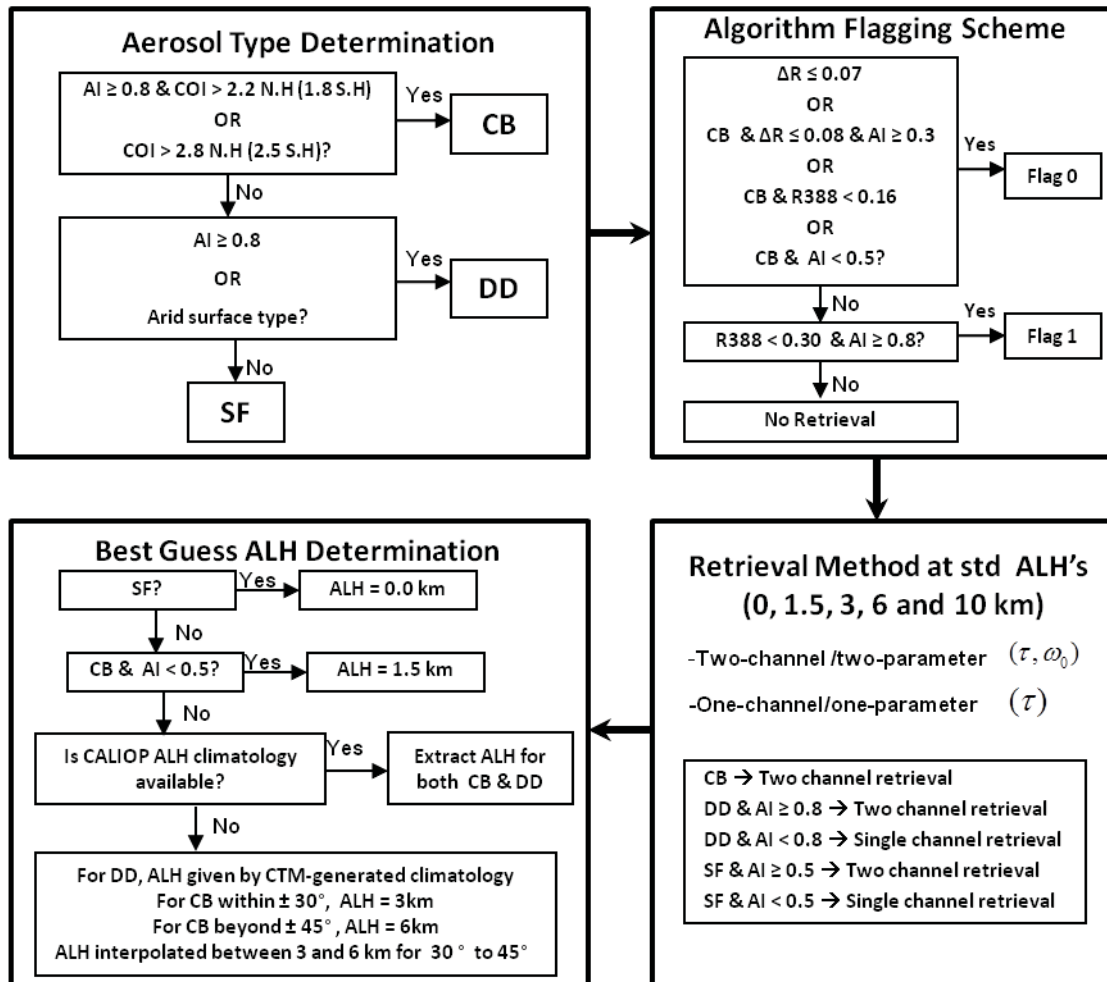 Aerosol Type Determination
AI ≥ 0.8 & COI > 2.2 N.H (1.8 S.H)
OR
COI > 2.8 N.H (2.5 S.H)?
Yes
CB
No
AI ≥ 0.8
OR
Arid surface type?
Yes
DD
No
SF
Algorithm Flagging Scheme
ΔR ≤ 0.07
OR
CB & ΔR ≤ 0.08 & AI ≥ 0.3
OR
CB & R388 < 0.16
OR
CB & AI < 0.5?
Yes
Flag 0
No
R388 < 0.30 & AI ≥ 0.8?
Yes
Flag 1
No
No Retrieval
Retrieval Method at std ALH's
(0, 1.5, 3, 6 and 10 km)
-Two-channel /two-parameter (τ, ω₀)
-One-channel/one-parameter (τ)
CB → Two channel retrieval
DD & AI ≥ 0.8 → Two channel retrieval
DD & AI < 0.8 → Single channel retrieval
SF & AI ≥ 0.5 → Two channel retrieval
SF & AI < 0.5 → Single channel retrieval
Best Guess ALH Determination
SF?
Yes
ALH = 0.0 km
No
CB & AI < 0.5?
Yes
ALH = 1.5 km
No
Is CALIOP ALH climatology
available?
Yes
Extract ALH for
both CB & DD
No
For DD, ALH given by CTM-generated climatology
For CB within ± 30°, ALH = 3km
For CB beyond ± 45°, ALH = 6km
ALH interpolated between 3 and 6 km for 30 ° to 45°